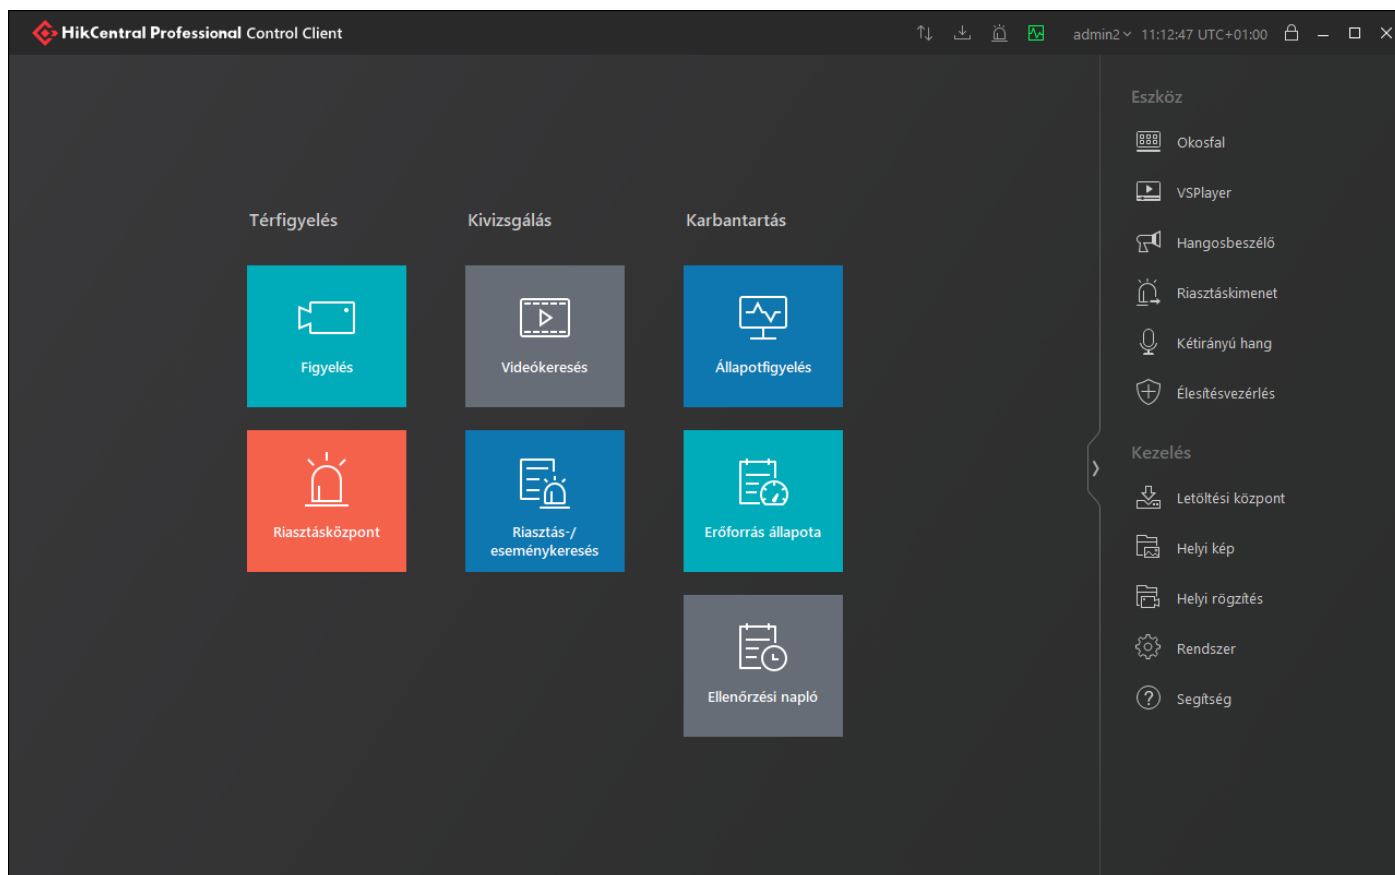 HikCentral Professional Control Client
admin2 11:12:47 UTC+01:00
Térfigyelés
Figyelés
Riasztásközpont
Kivizsgálás
Videókeresés
Riasztás-/
eseménykeresés
Karbantartás
Állapotfigyelés
Erőforrás állapota
Ellenőrzési napló
Eszköz
Okosfal
VSPlayer
Hangosbeszélő
Riasztáskimenet
Kétirányú hang
Élesítésvezérlés
Kezelés
Letöltési központ
Helyi kép
Helyi rögzítés
Rendszer
Segítség